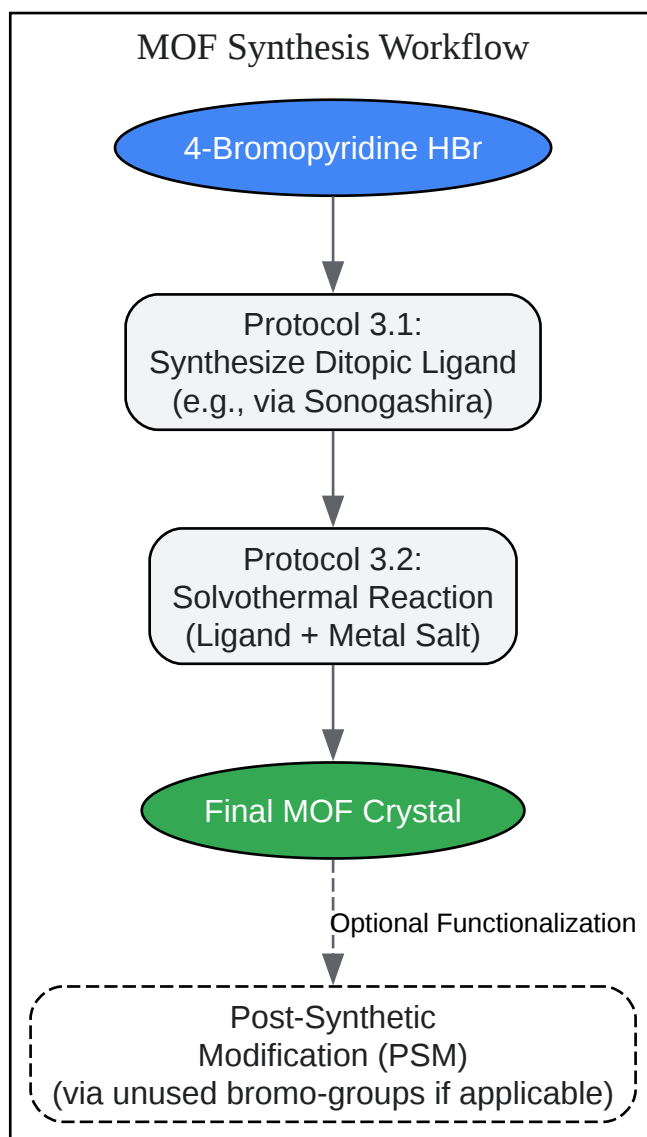 MOF Synthesis Workflow
4-Bromopyridine HBr
Protocol 3.1:
Synthesize Ditopic Ligand
(e.g., via Sonogashira)
Protocol 3.2:
Solvothermal Reaction
(Ligand + Metal Salt)
Final MOF Crystal
Optional Functionalization
Post-Synthetic
Modification (PSM)
(via unused bromo-groups if applicable)